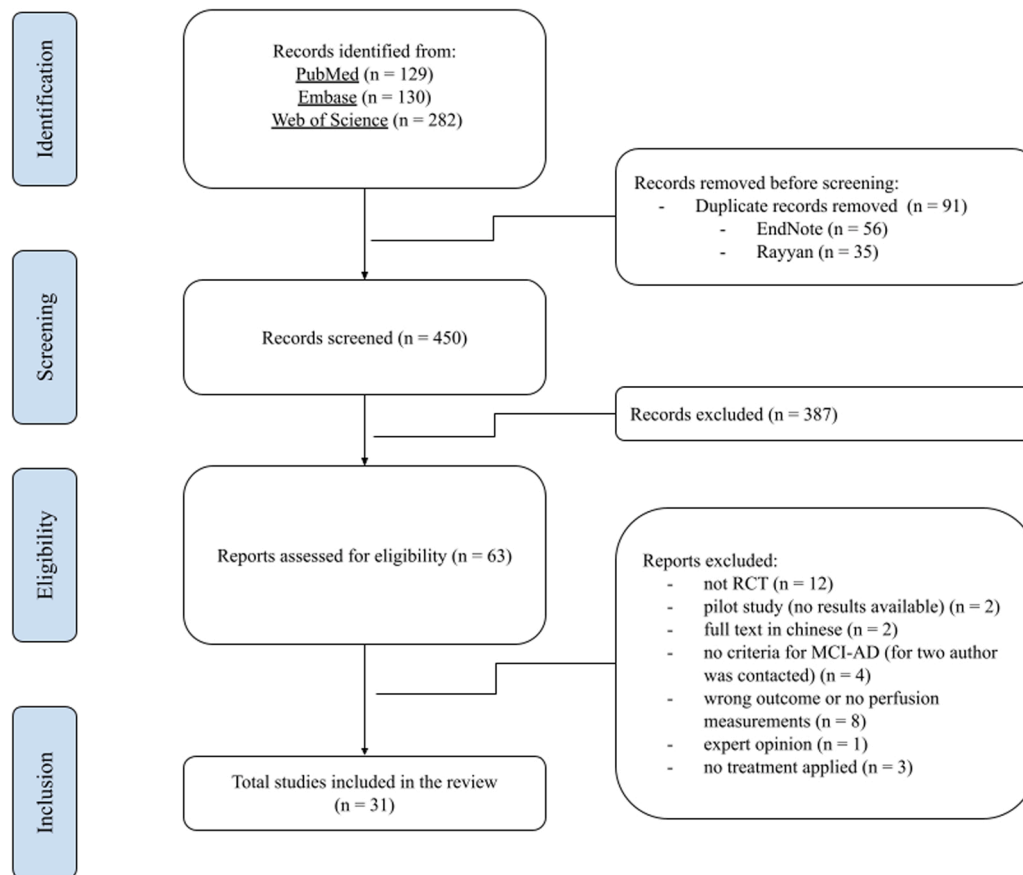 Identification
Records identified from:
PubMed (n = 129)
Embase (n = 130)
Web of Science (n = 282)
Records removed before screening:
- Duplicate records removed (n = 91)
- EndNote (n = 56)
- Rayyan (n = 35)
Screening
Records screened (n = 450)
Records excluded (n = 387)
Eligibility
Reports assessed for eligibility (n = 63)
Reports excluded:
- not RCT (n = 12)
- pilot study (no results available) (n = 2)
- full text in chinese (n = 2)
- no criteria for MCI-AD (for two author
was contacted) (n = 4)
- wrong outcome or no perfusion
measurements (n = 8)
- expert opinion (n = 1)
- no treatment applied (n = 3)
Inclusion
Total studies included in the review
(n = 31)